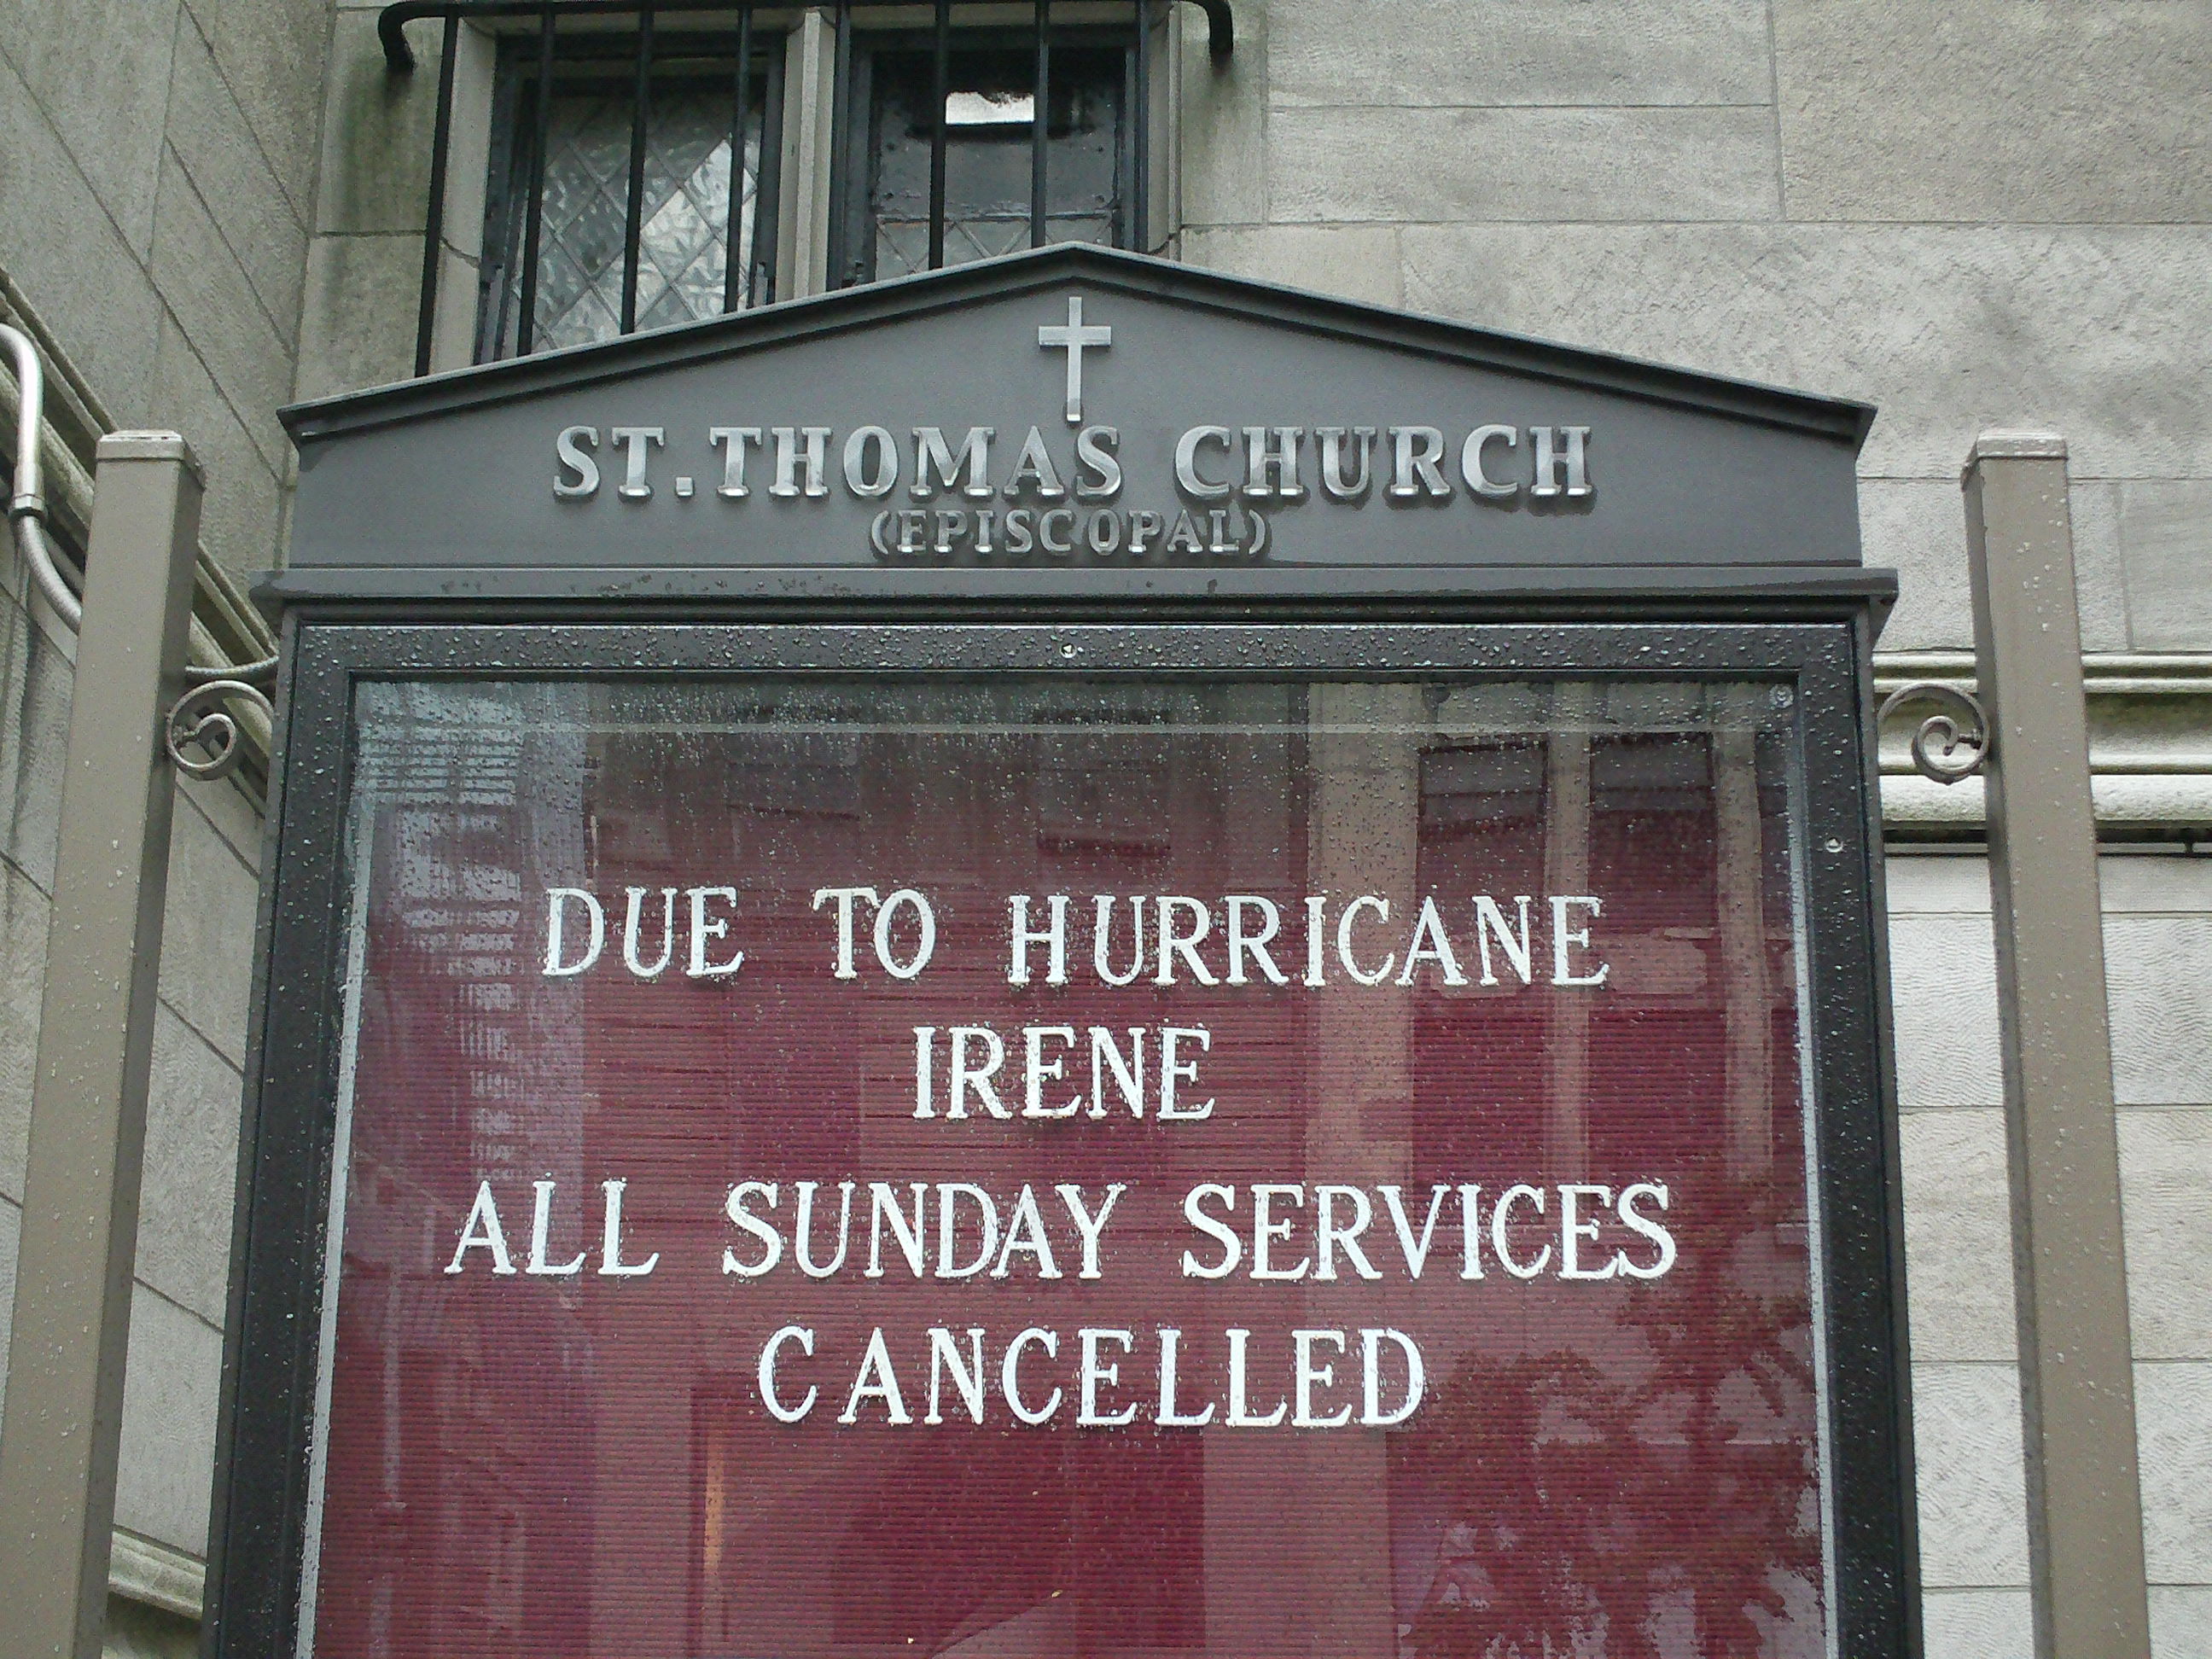 ST. THOMAS CHURCH
(EPISCOPAL)
DUE TO HURRICANE
IRENE
ALL SUNDAY SERVICES
CANCELLED